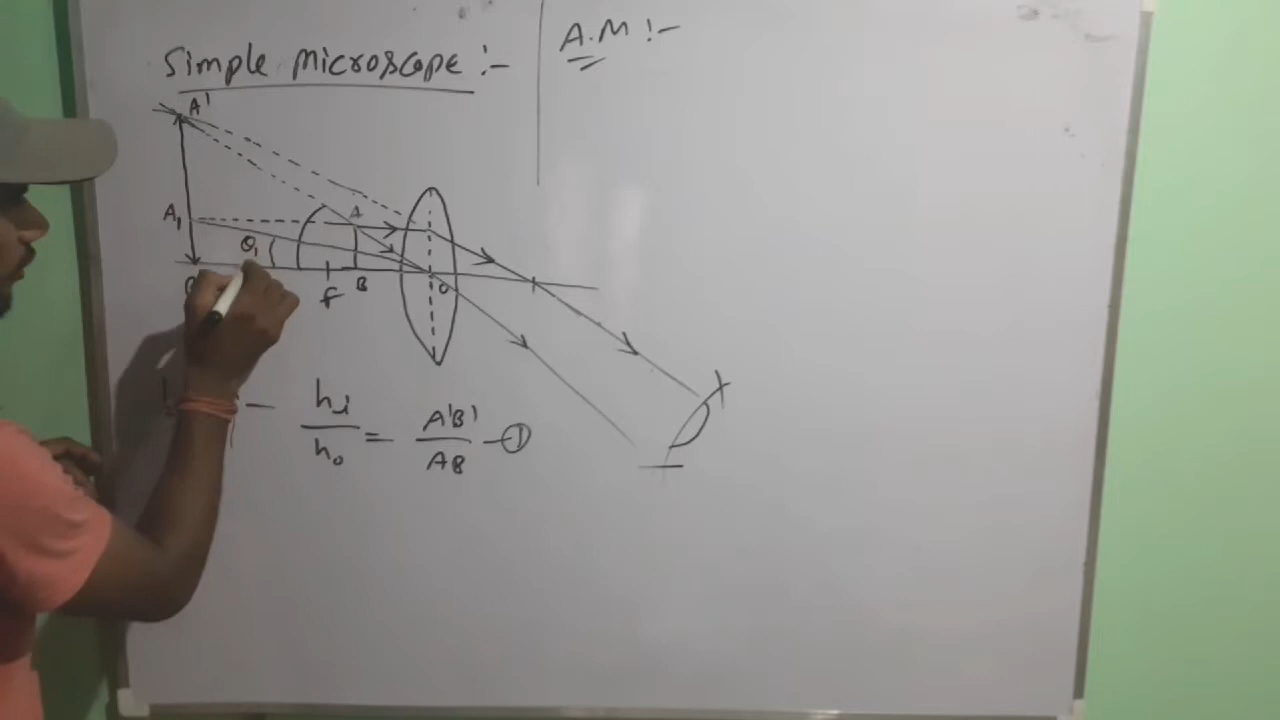 Simple Microscope :-
A.M :-
A'
A₁
A
θ₁
F
B
O
hᵢ/h₀ = A'B'/AB —①